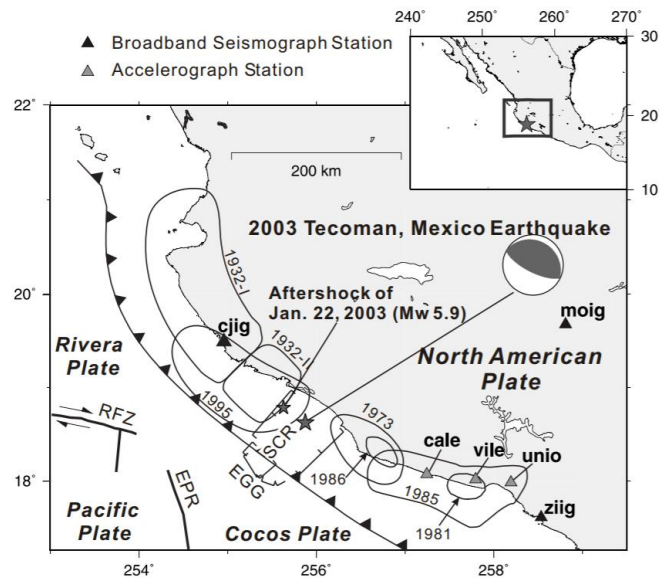 240˚ 250˚ 260˚ 270˚
30
20
10
Broadband Seismograph Station
Accelerograph Station
22˚
20˚
18˚
200 km
2003 Tecoman, Mexico Earthquake
Aftershock of
Jan. 22, 2003 (Mw 5.9)
1932-I
cjig
moig
1932-II
Rivera
Plate
North American
Plate
1995
1973
RFZ
SCR
cale
vile
unio
EGG
1986
1985
EPR
ziig
Pacific
Plate
1981
Cocos Plate
254˚ 256˚ 258˚ 260˚